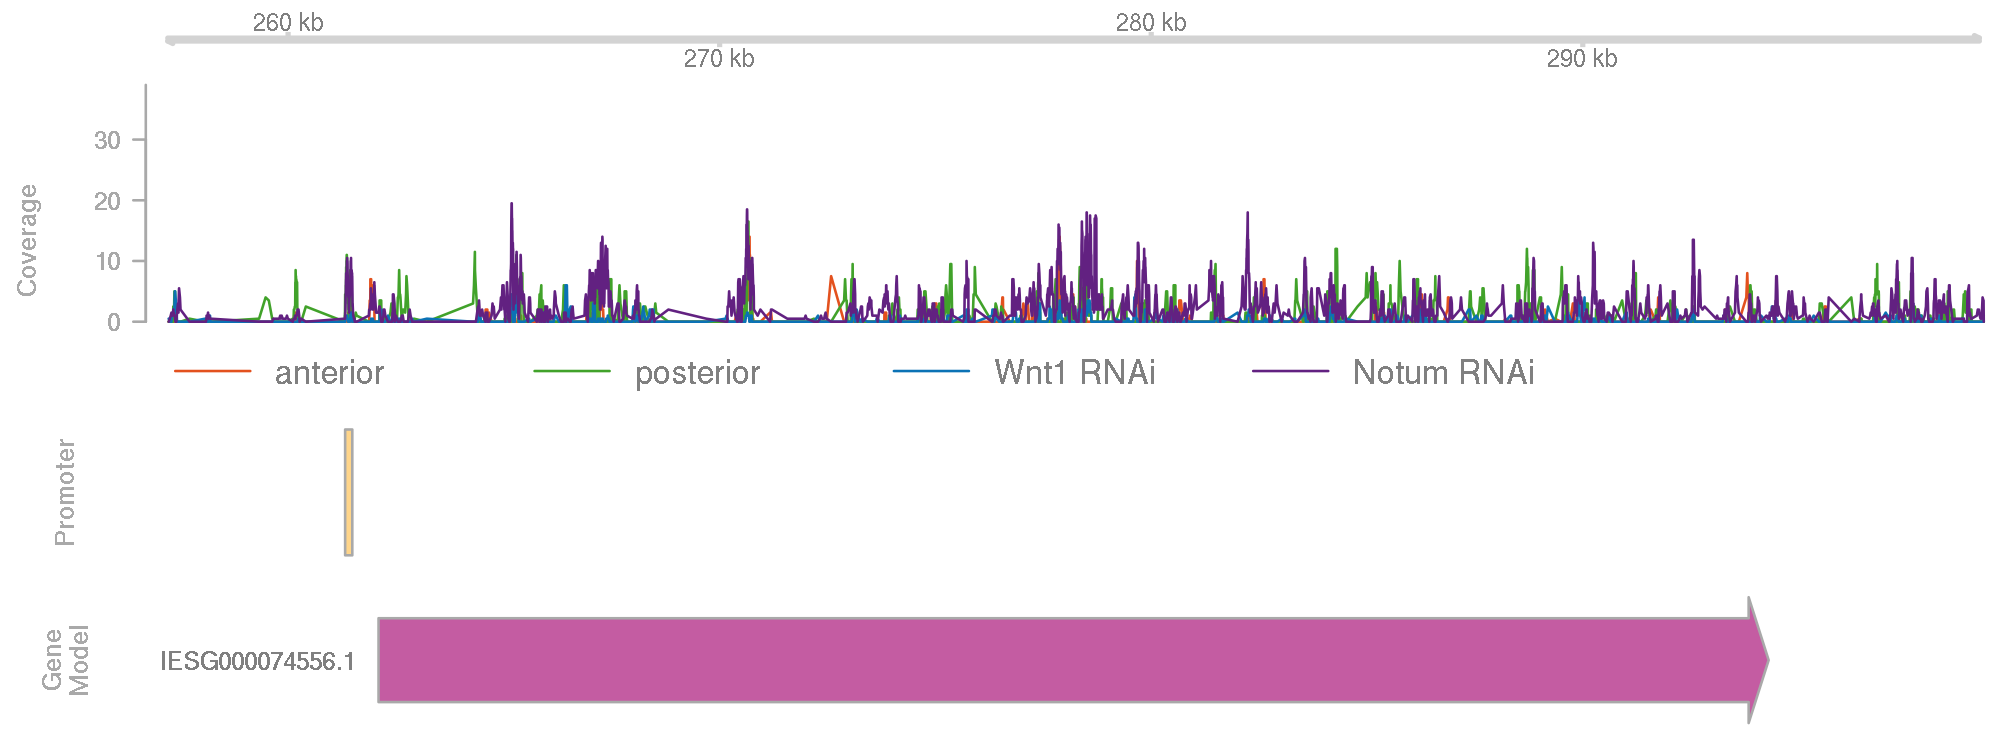 260 kb
280 kb
270 kb
290 kb
Coverage
30
20
10
0
anterior posterior Wnt1 RNAi Notum RNAi
Promoter
Gene
Model
IESG000074556.1